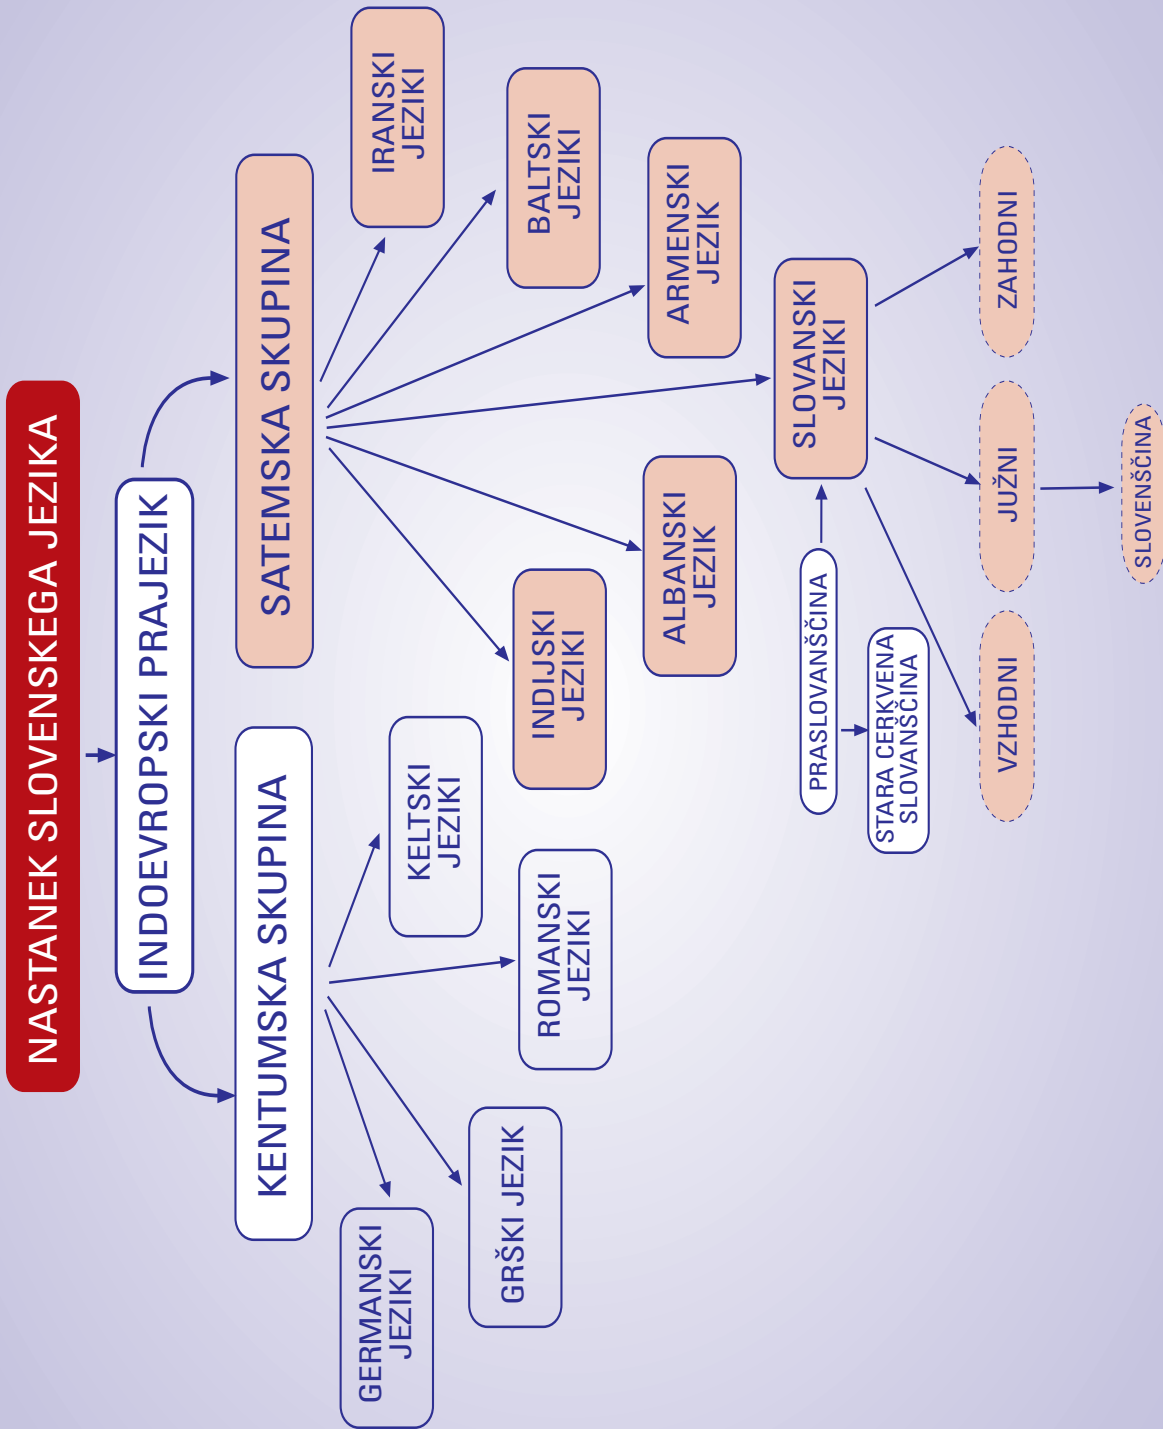 NASTANEK SLOVENSKEGA JEZIKA
INDOEVROPSKI PRAJEZIK
KENTUMSKA SKUPINA
SATEMSKA SKUPINA
GERMANSKI
JEZIKI
GRŠKI JEZIK
ROMANSKI
JEZIKI
KELTSKI
JEZIKI
INDIJSKI
JEZIKI
ALBANSKI
JEZIK
SLOVANSKI
JEZIKI
ARMENSKI
JEZIK
BALTSKI
JEZIKI
IRANSKI
JEZIKI
PRASLOVANŠČINA
STARA CERKVENA
SLOVANŠČINA
VZHODNI
JUŽNI
ZAHODNI
SLOVENŠČINA